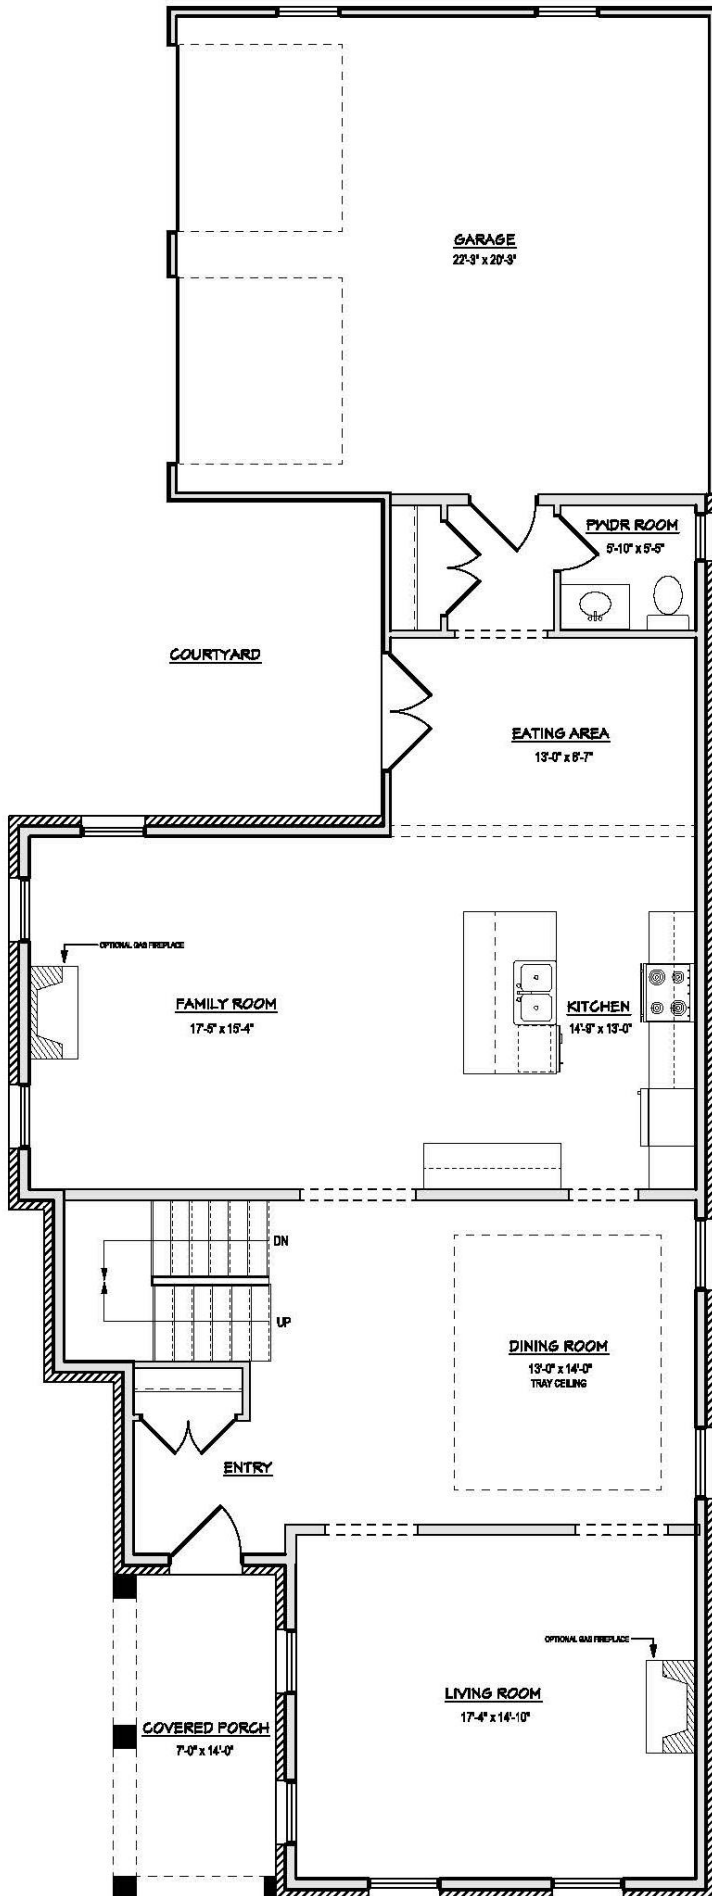 GARAGE
22'-3" x 20'-3"
PWDR ROOM
5'-10" x 5'-5"
COURTYARD
EATING AREA
13'-0" x 8'-7"
OPTIONAL GAS FIREPLACE
FAMILY ROOM
17'-5" x 15'-4"
KITCHEN
14'-9" x 13'-0"
DN
UP
DINING ROOM
13'-0" x 14'-0"
TRAY CEILING
ENTRY
OPTIONAL GAS FIREPLACE
LIVING ROOM
17'-4" x 14'-10"
COVERED PORCH
7'-0" x 14'-0"